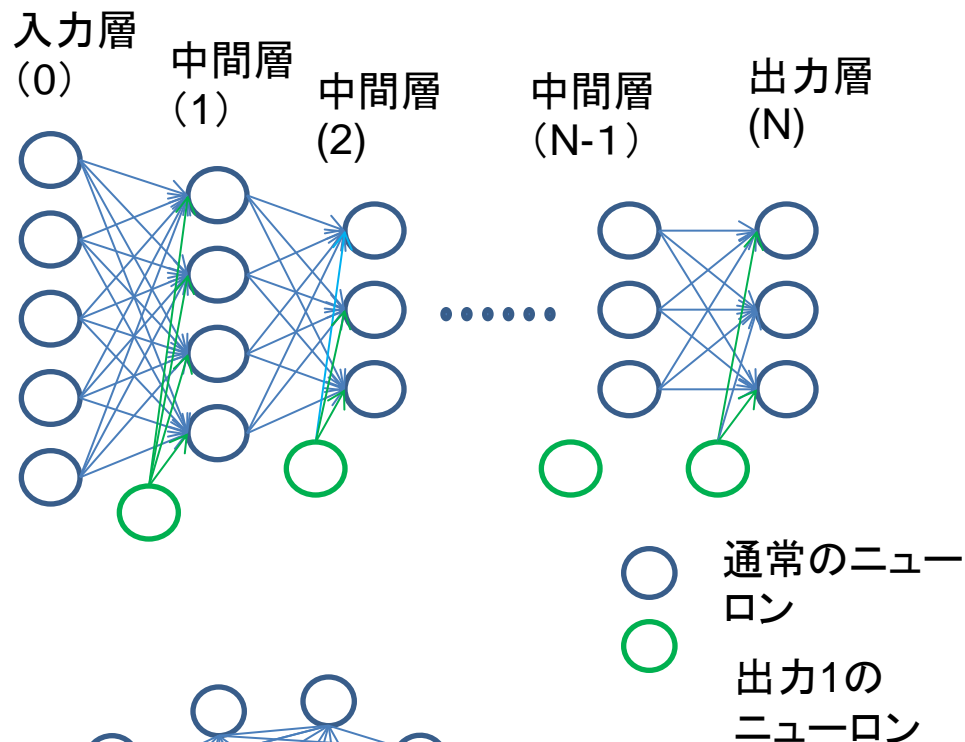 入力層
（0）
中間層
（1）
中間層
(2)
中間層
（N-１）
出力層
(N)
通常のニュー
ロン
出力1の
ニューロン